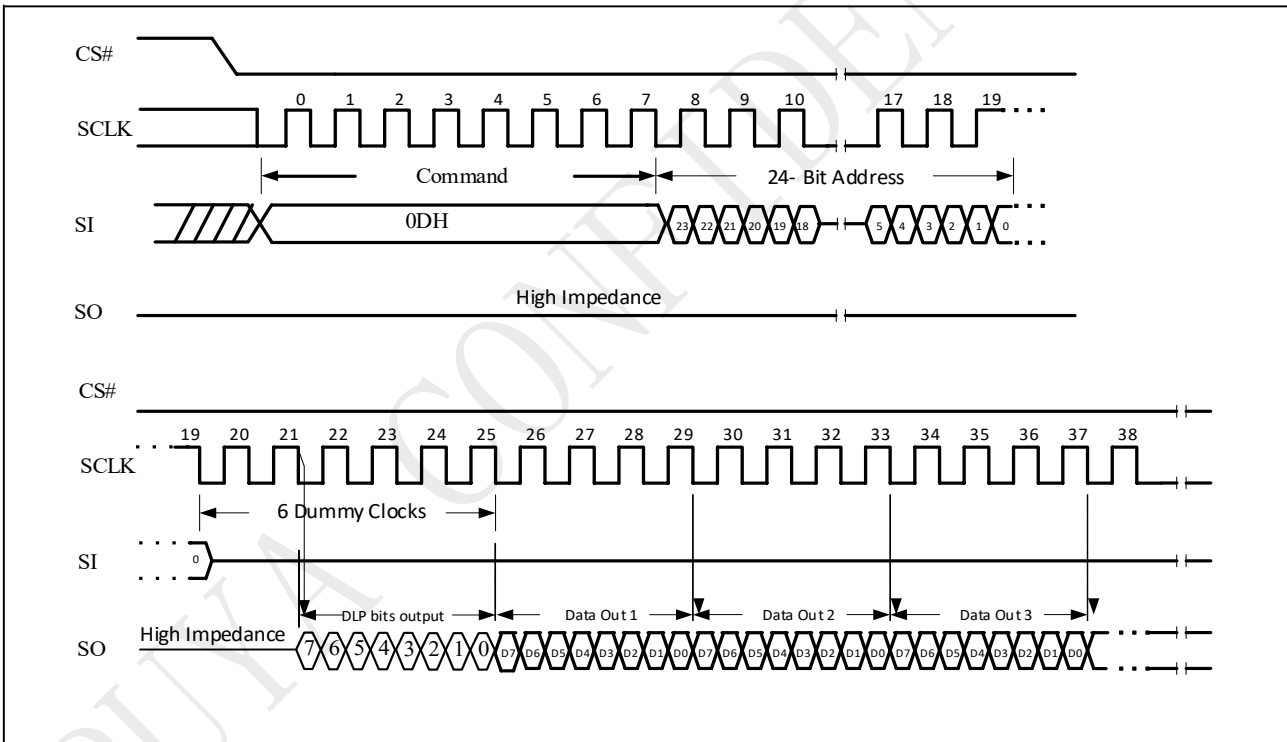 CS#
0 1 2 3 4 5 6 7 8 9 10 17 18 19
SCLK
Command 24- Bit Address
SI 0DH 23 22 21 20 19 18 5 4 3 2 1 0
High Impedance
SO
CS#
19 20 21 22 23 24 25 26 27 28 29 30 31 32 33 34 35 36 37 38
SCLK
6 Dummy Clocks
SI 0
DLP bits output Data Out 1 Data Out 2 Data Out 3
High Impedance
SO 7 6 5 4 3 2 1 0 D7 D6 D5 D4 D3 D2 D1 D0 D7 D6 D5 D4 D3 D2 D1 D0 D7 D6 D5 D4 D3 D2 D1 D0
PUYA CONFIDEN